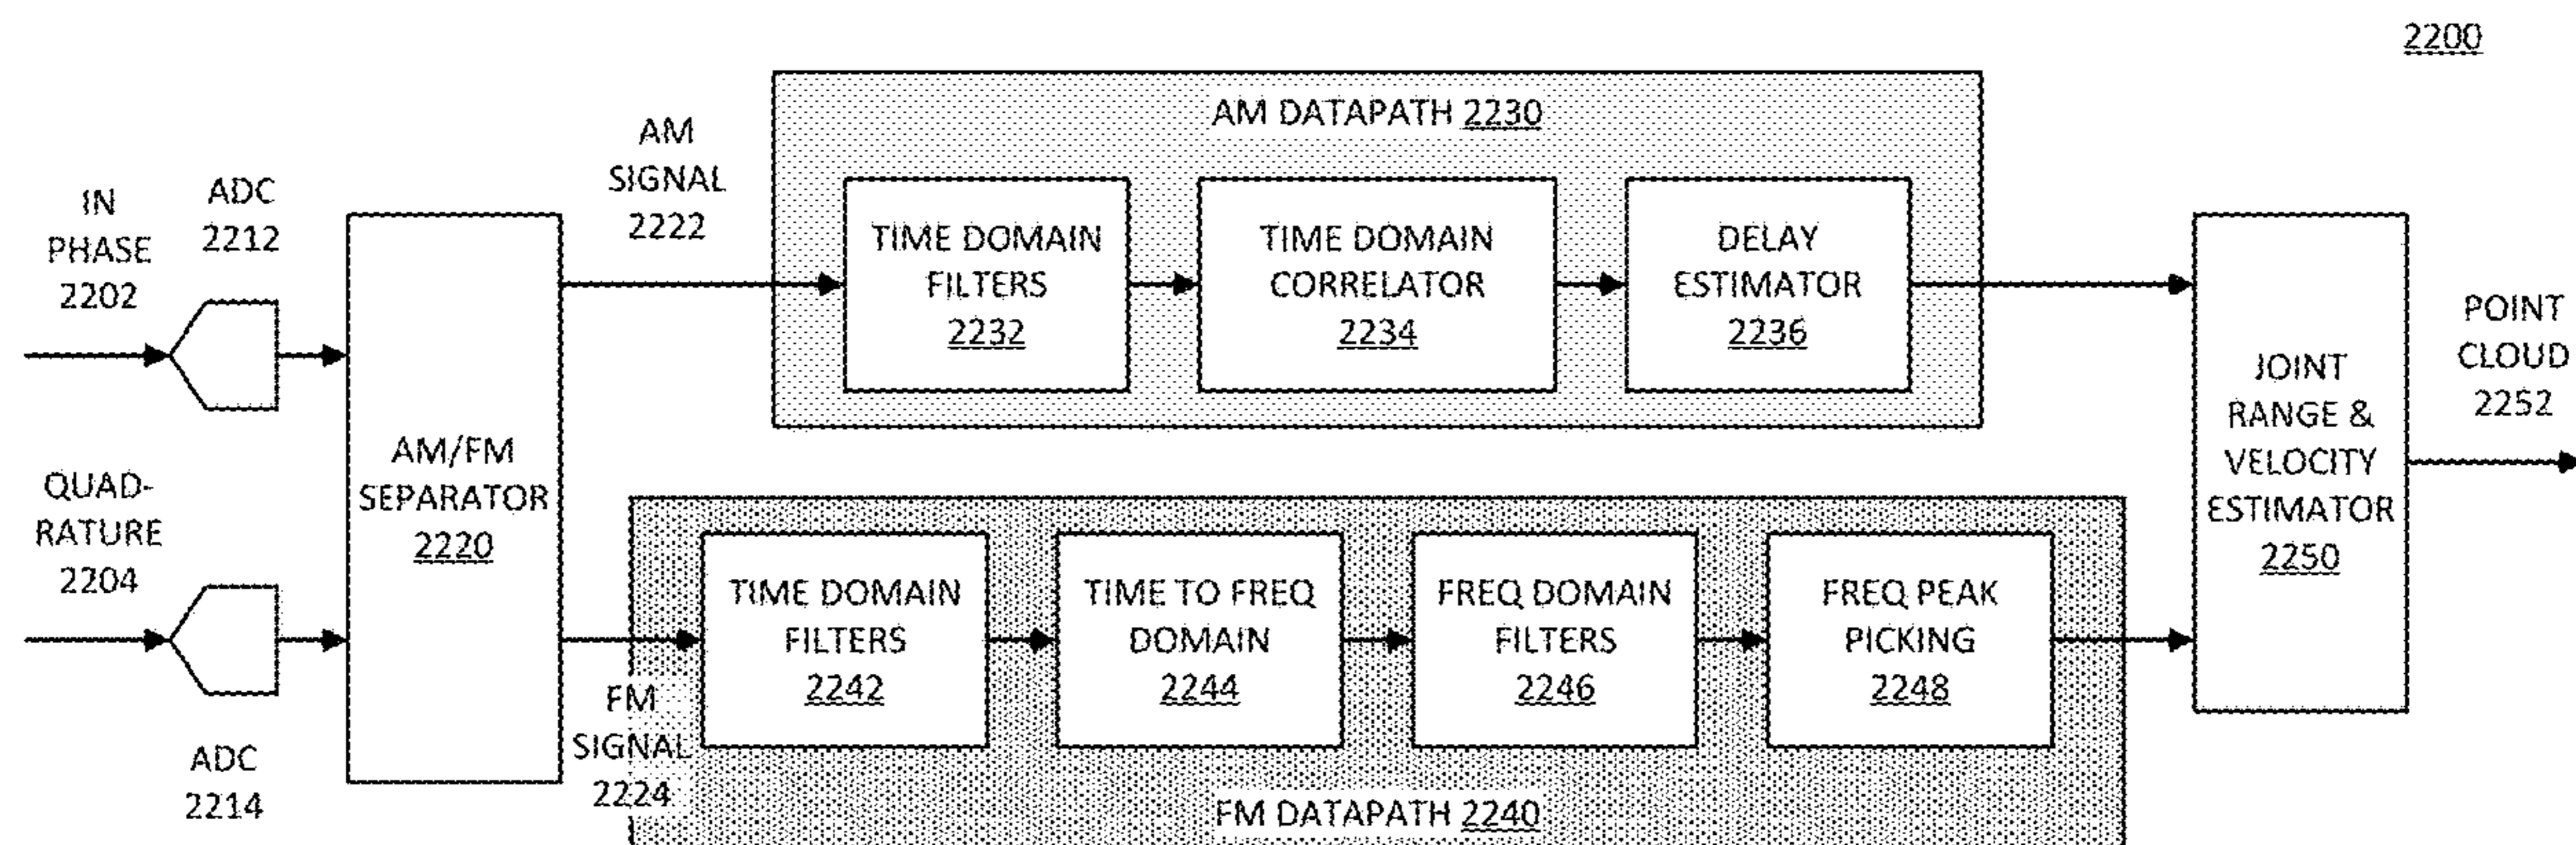 2200
IN
PHASE
2202
ADC
2212
QUAD-
RATURE
2204
ADC
2214
AM/FM
SEPARATOR
2220
AM
SIGNAL
2222
AM DATAPATH 2230
TIME DOMAIN
FILTERS
2232
TIME DOMAIN
CORRELATOR
2234
DELAY
ESTIMATOR
2236
FM
SIGNAL
2224
TIME DOMAIN
FILTERS
2242
TIME TO FREQ
DOMAIN
2244
FREQ DOMAIN
FILTERS
2246
FREQ PEAK
PICKING
2248
FM DATAPATH 2240
JOINT
RANGE &
VELOCITY
ESTIMATOR
2250
POINT
CLOUD
2252